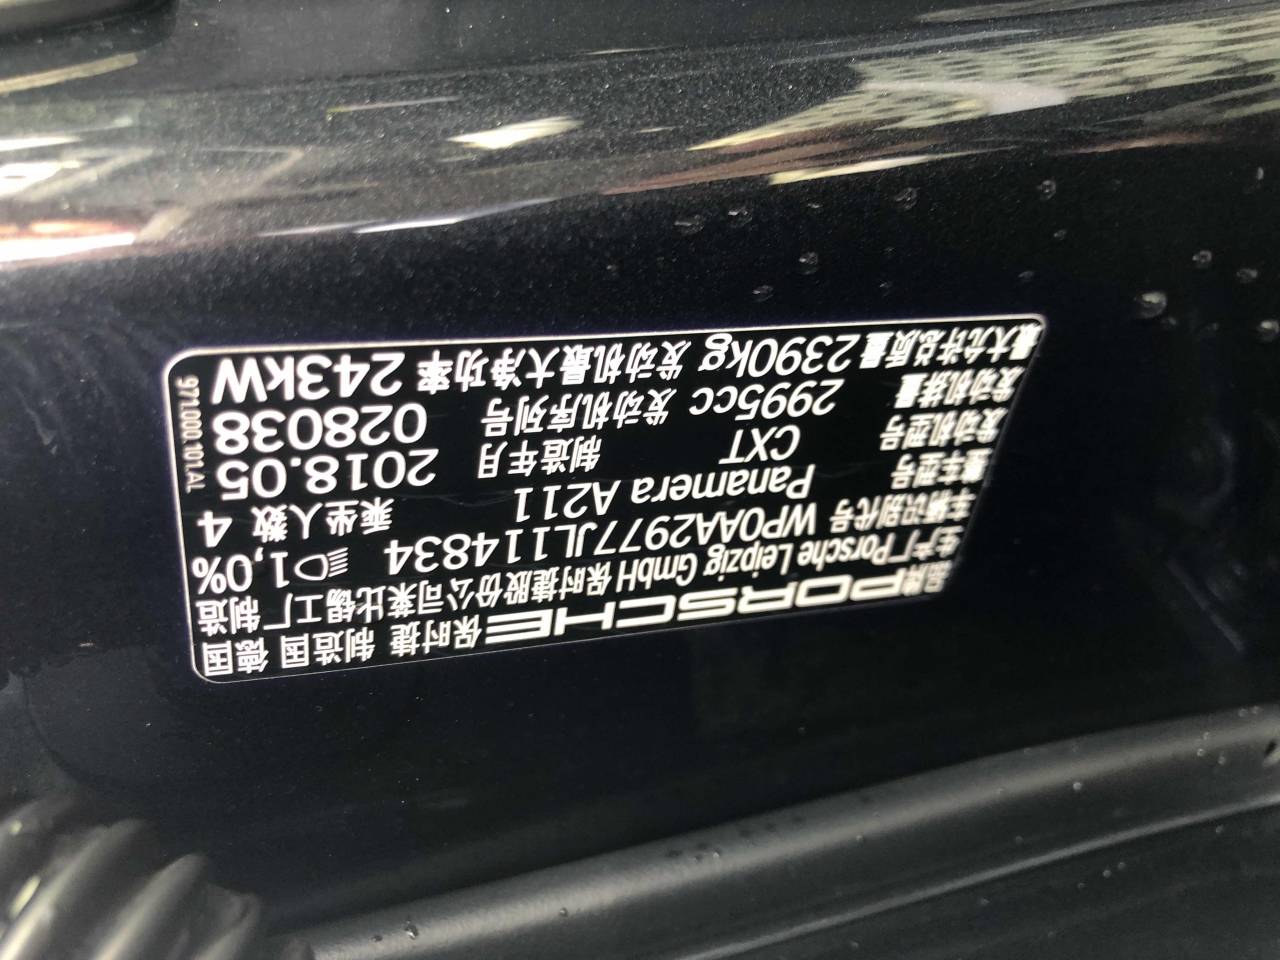 品牌 PORSCHE 保时捷 制造国 德国
生产厂 Porsche Leipzig GmbH 保时捷股份公司莱比锡工厂 制造
车辆识别代号 WP0AA2977JL114834 1,0%
整车型号 Panamera A211 乘坐人数 4
发动机型号 CXT 制造年月 2018.05
发动机排量 2995cc 发动机序列号 028038
最大允许总质量 2390kg 发动机最大净功率 243kW
971.000.101.AL